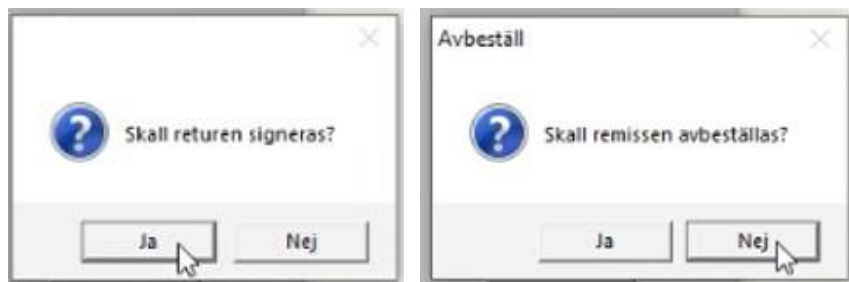 Skall returen signeras?
Ja Nej
Avbeställ
Skall remissen avbeställas?
Ja Nej